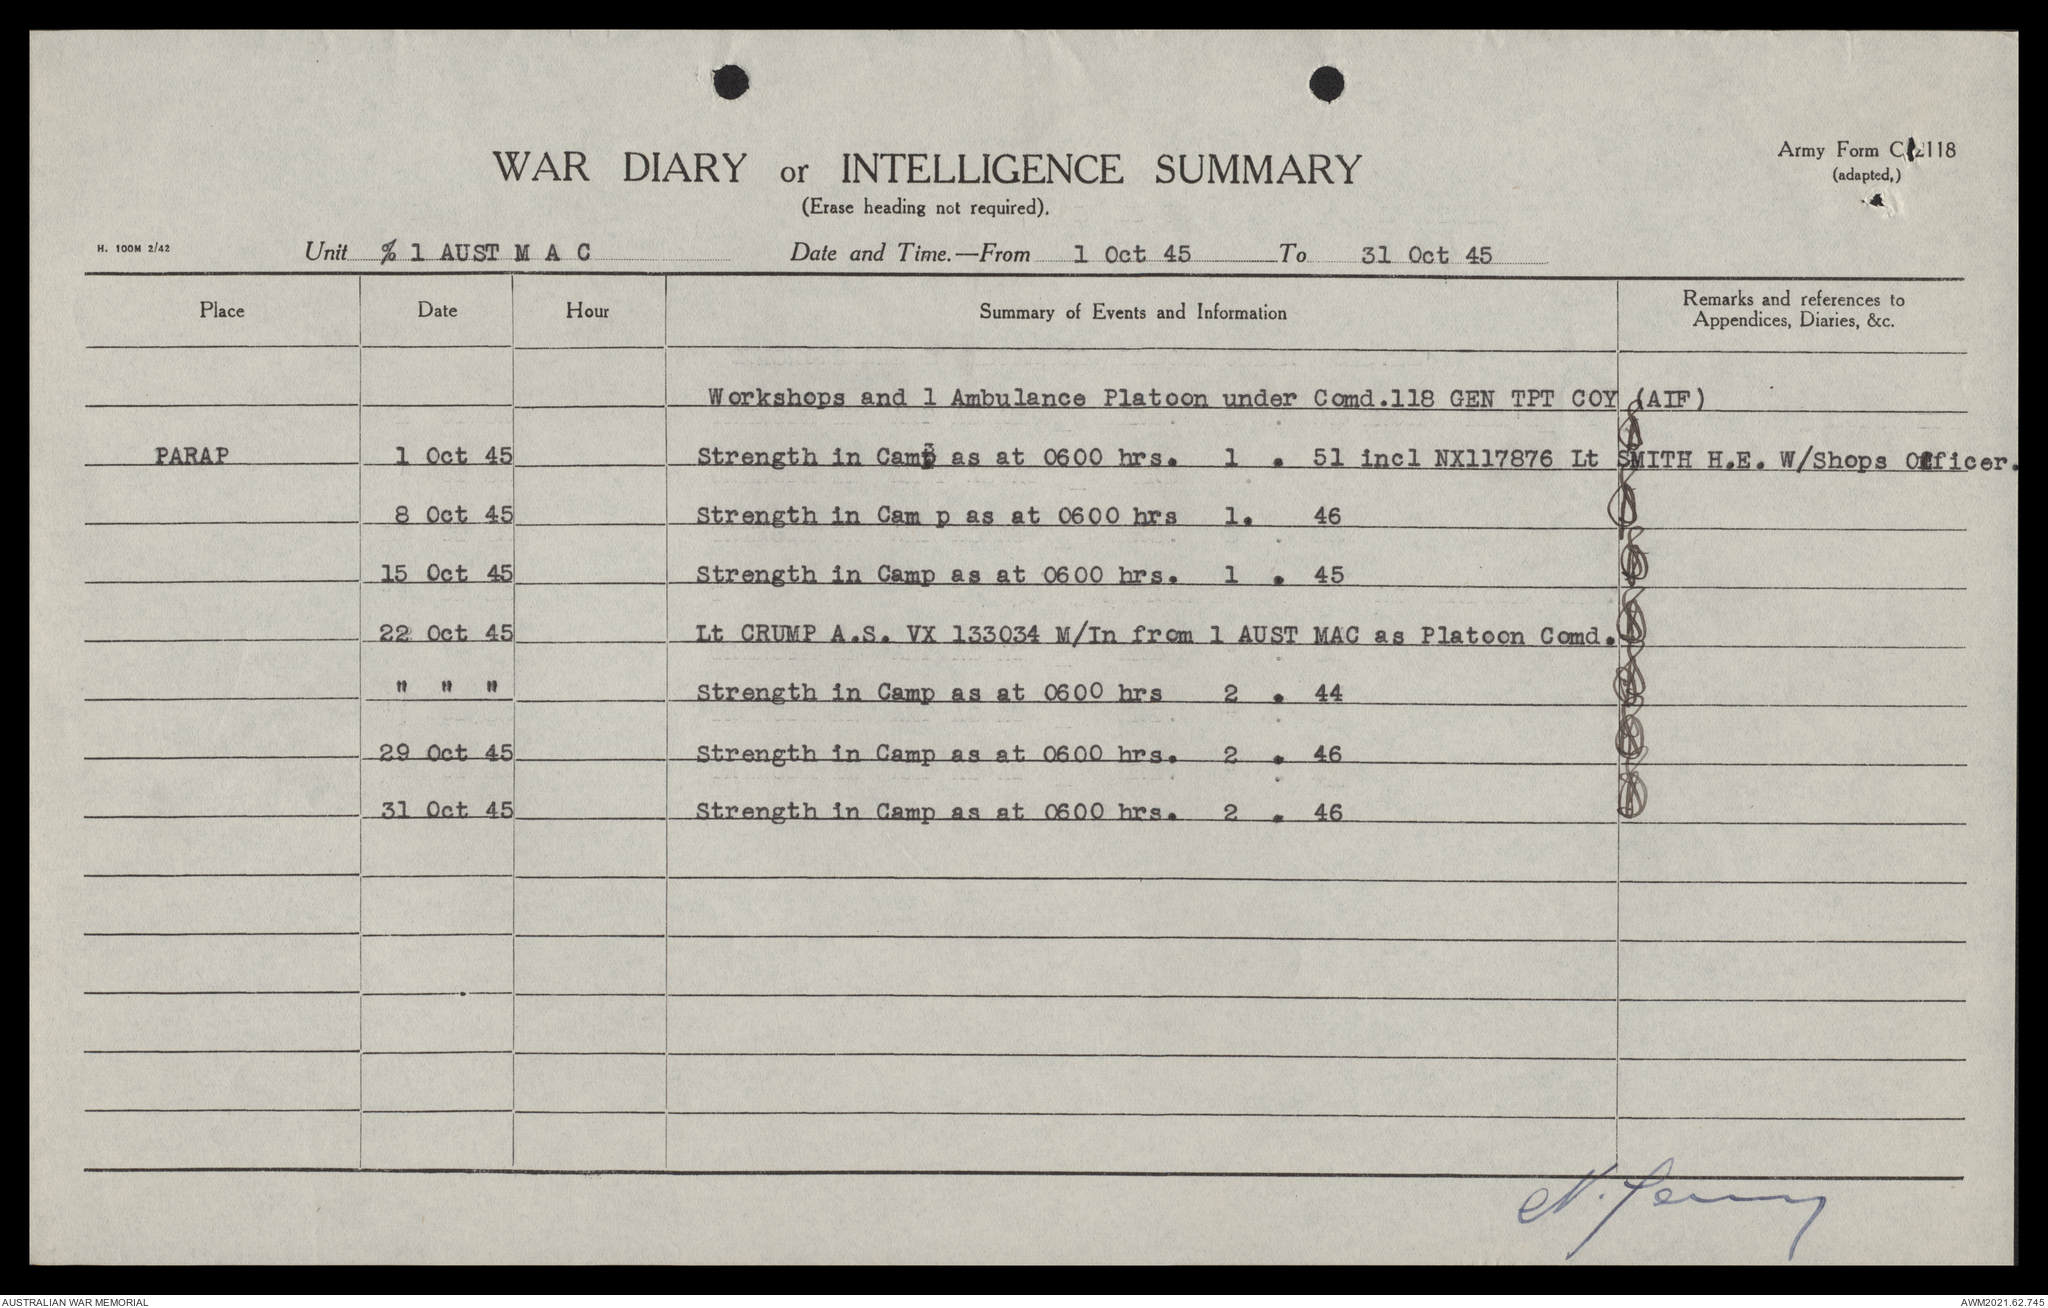 WAR DIARY or INTELLIGENCE SUMMARY
(Erase heading not required).
Army Form C 2118
(adapted.)
H. 100M 2/42
Unit % 1 AUST M A C Date and Time.—From 1 Oct 45 To 31 Oct 45
Place Date Hour Summary of Events and Information Remarks and references to Appendices, Diaries, &c.
Workshops and 1 Ambulance Platoon under Comd.118 GEN TPT COY (AIF)
PARAP 1 Oct 45 Strength in Camp as at 0600 hrs. 1 . 51 incl NX117876 Lt SMITH H.E. W/Shops Officer.
8 Oct 45 Strength in Cam p as at 0600 hrs 1. 46
15 Oct 45 Strength in Camp as at 0600 hrs. 1 . 45
22 Oct 45 Lt CRUMP A.S. VX 133034 M/In from 1 AUST MAC as Platoon Comd.
" " " Strength in Camp as at 0600 hrs 2 . 44
29 Oct 45 Strength in Camp as at 0600 hrs. 2 . 46
31 Oct 45 Strength in Camp as at 0600 hrs. 2 . 46
AUSTRALIAN WAR MEMORIAL AWM2021.62.745